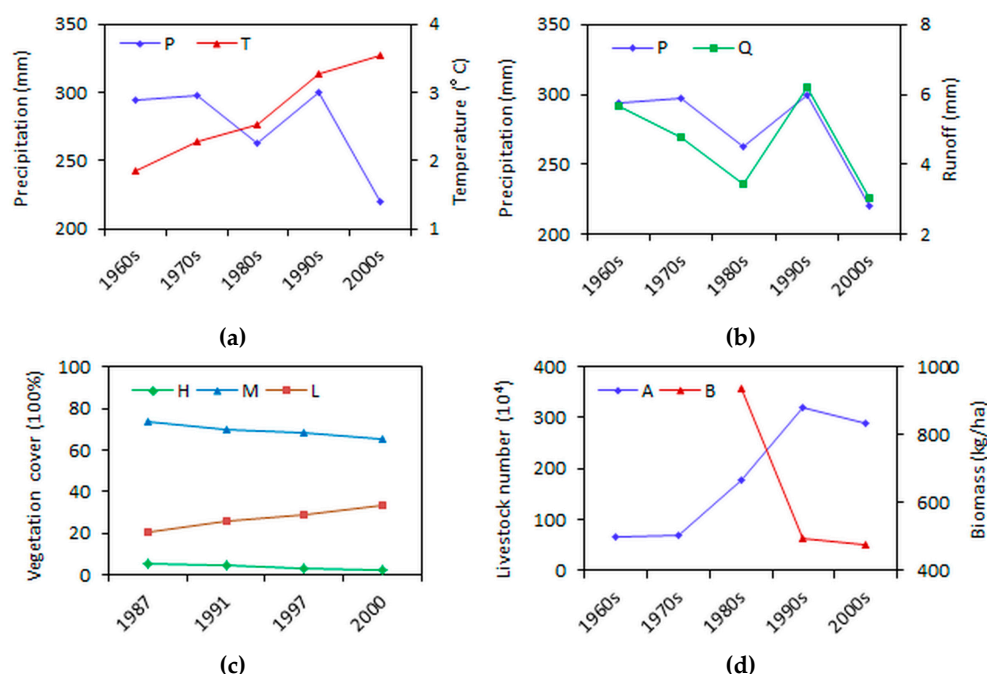 350
300
250
200
Precipitation (mm)
P T
4
3
2
1
Temperature (° C)
1960s 1970s 1980s 1990s 2000s
(a)
350
300
250
200
Precipitation (mm)
P Q
8
6
4
2
Runoff (mm)
1960s 1970s 1980s 1990s 2000s
(b)
100
80
60
40
20
0
Vegetation cover (100%)
H M L
1987 1991 1997 2000
(c)
400
300
200
100
0
Livestock number (10⁴)
A B
1000
800
600
400
Biomass (kg/ha)
1960s 1970s 1980s 1990s 2000s
(d)